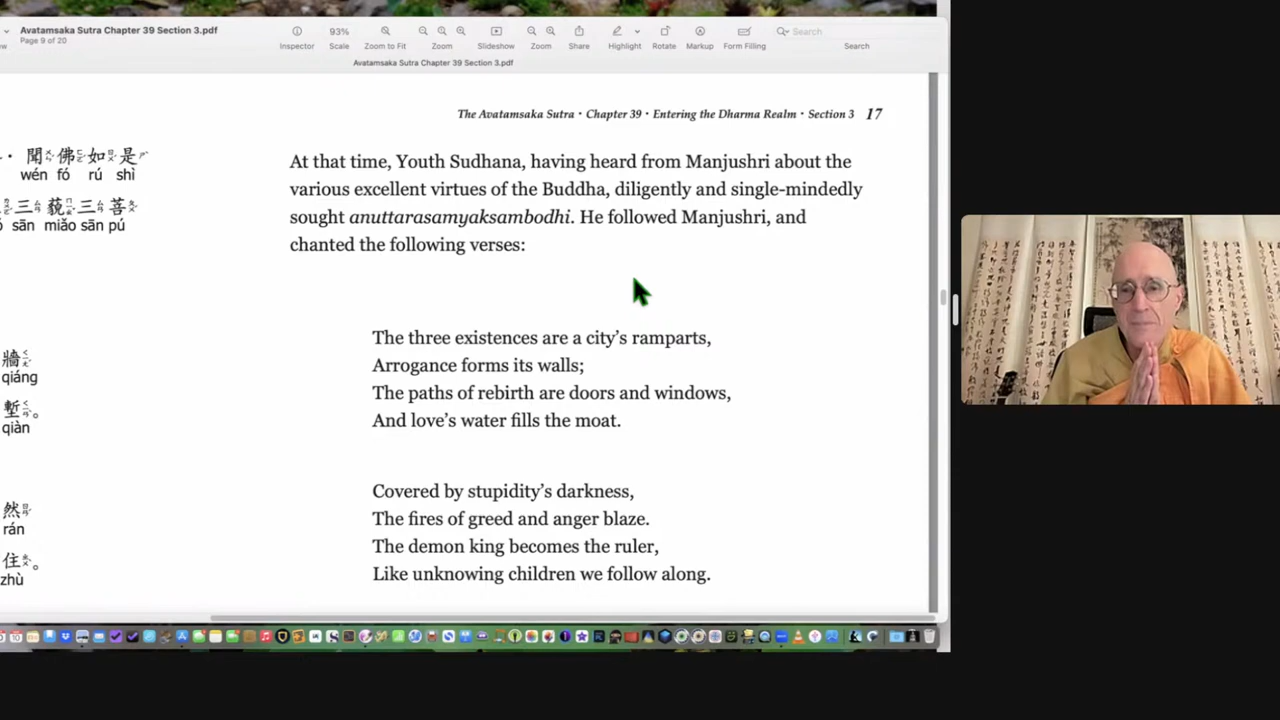 Avatamsaka Sutra Chapter 39 Section 3.pdf
Page 9 of 20
93%
Search
Inspector
Scale
Zoom to Fit
Zoom
Slideshow
Zoom
Share
Highlight
Rotate
Markup
Form Filling
Search
Avatamsaka Sutra Chapter 39 Section 3.pdf
The Avatamsaka Sutra • Chapter 39 • Entering the Dharma Realm • Section 3 17
聞佛如是
wén fó rú shì
三藐三菩
sān miǎo sān pú
牆
qiáng
塹。
qiàn
然
rán
住。
zhù
At that time, Youth Sudhana, having heard from Manjushri about the
various excellent virtues of the Buddha, diligently and single-mindedly
sought anuttarasamyaksambodhi. He followed Manjushri, and
chanted the following verses:
The three existences are a city's ramparts,
Arrogance forms its walls;
The paths of rebirth are doors and windows,
And love's water fills the moat.
Covered by stupidity's darkness,
The fires of greed and anger blaze.
The demon king becomes the ruler,
Like unknowing children we follow along.